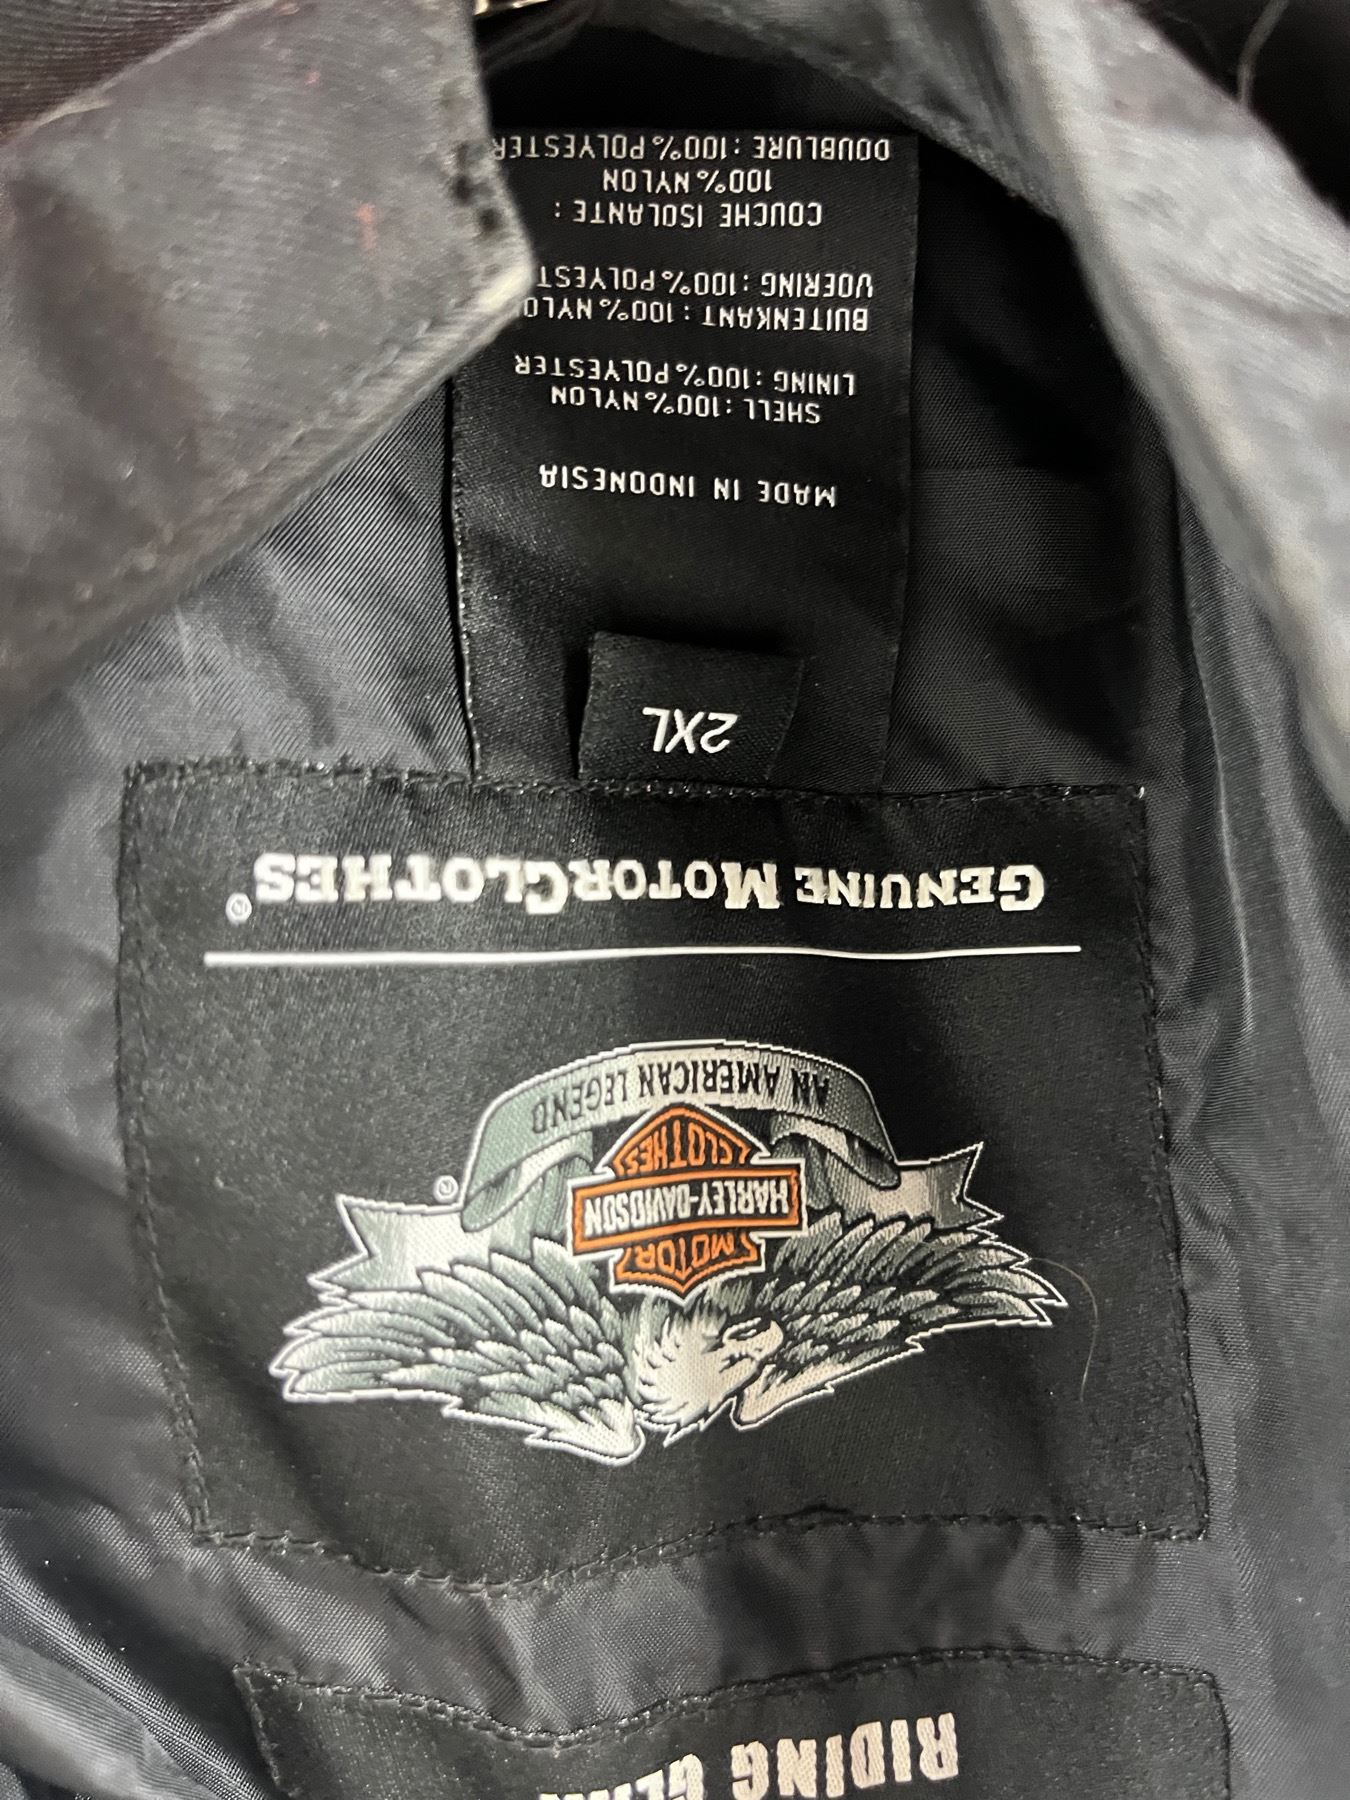 RIDING
MOTOR
HARLEY-DAVIDSON
CLOTHES
®
AN AMERICAN LEGEND
GENUINE MOTORCLOTHES®
2XL
MADE IN INDONESIA
SHELL : 100% NYLON
LINING : 100% POLYESTER
BUITENKANT : 100% NYLO
VOERING : 100% POLYEST
COUCHE ISOLANTE :
100% NYLON
DOUBLURE : 100% POLYESTER